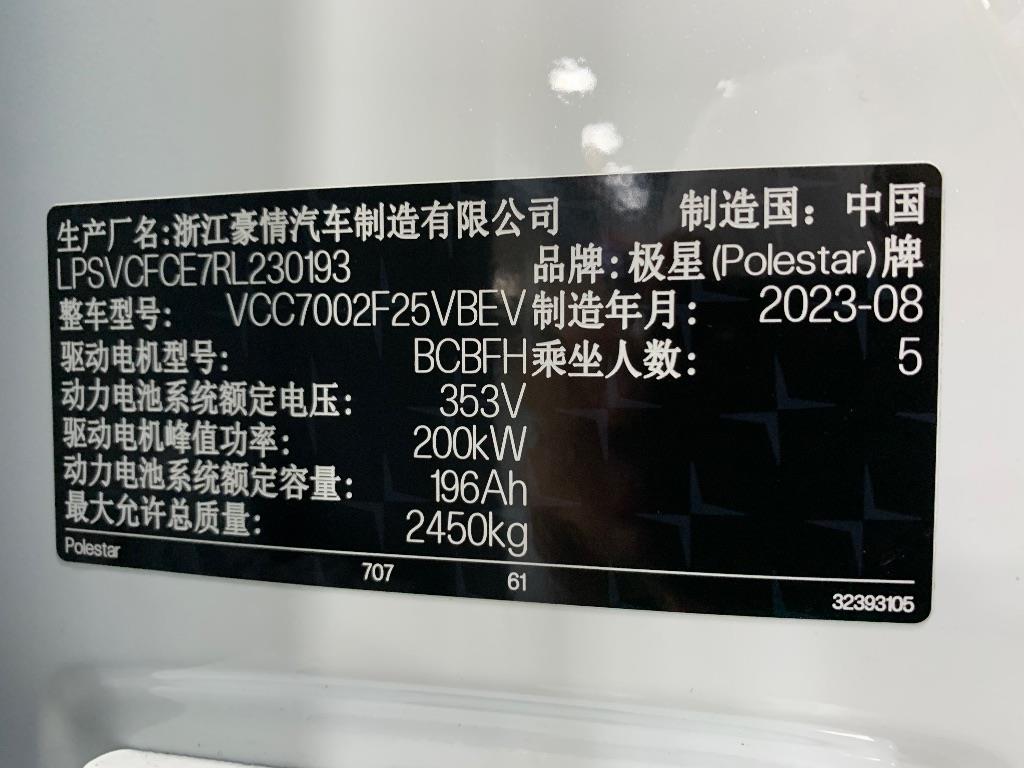 生产厂名:浙江豪情汽车制造有限公司 制造国：中国
LPSVCFCE7RL230193 品牌:极星(Polestar)牌
整车型号: VCC7002F25VBEV 制造年月: 2023-08
驱动电机型号: BCBFH 乘坐人数: 5
动力电池系统额定电压: 353V
驱动电机峰值功率: 200kW
动力电池系统额定容量: 196Ah
最大允许总质量: 2450kg
Polestar
707 61 32393105